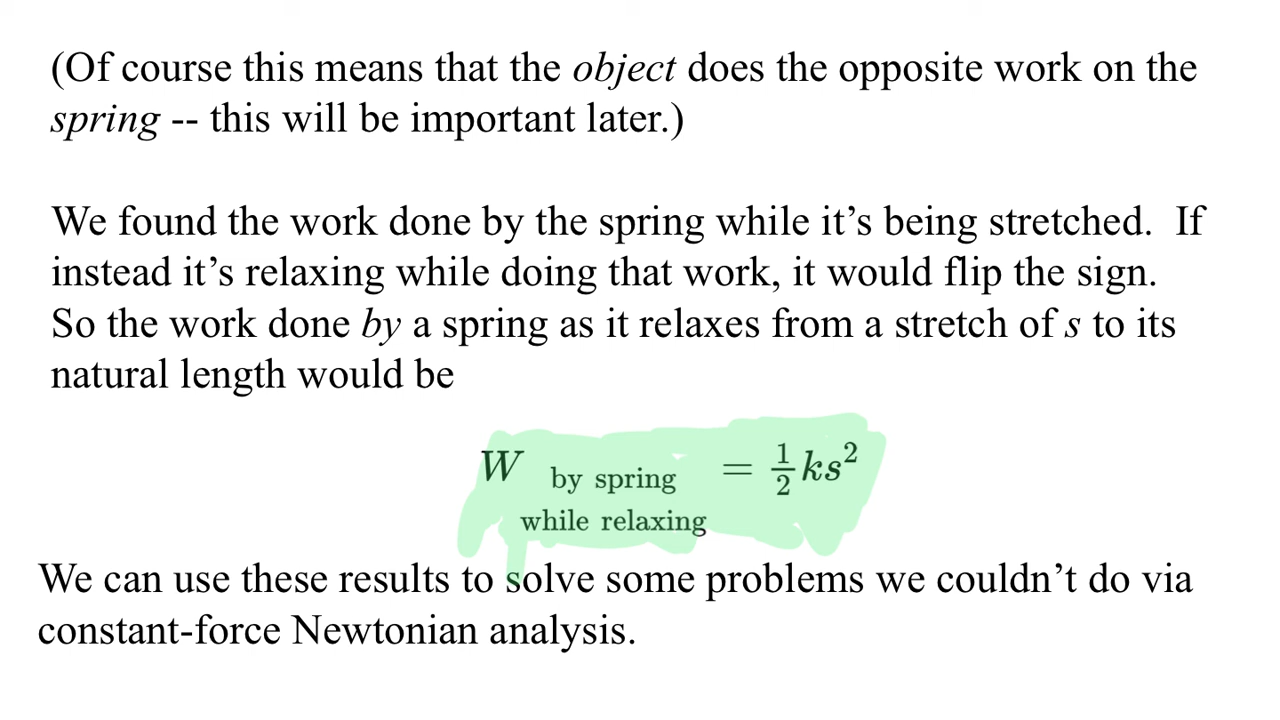 (Of course this means that the object does the opposite work on the
spring -- this will be important later.)
We found the work done by the spring while it’s being stretched.  If
instead it’s relaxing while doing that work, it would flip the sign.
So the work done by a spring as it relaxes from a stretch of s to its
natural length would be
W by spring while relaxing = ½ks²
We can use these results to solve some problems we couldn’t do via
constant-force Newtonian analysis.